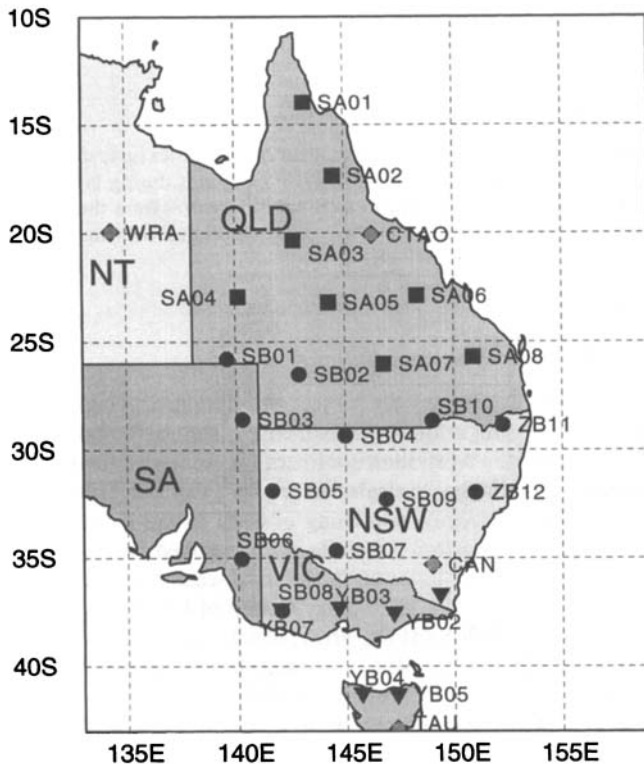 10S
SA01
15S
SA02
QLD
20S
WRA
CTAO
SA03
NT
SA04
SA05
SA06
25S
SB01
SA07
SA08
SB02
SB03
SB10
ZB11
30S
SB04
SA
SB05
SB09
ZB12
NSW
SB06
SB07
35S
VIC
CAN
SB08
YB03
YB07
YB02
40S
YB04
YB05
TAU
135E
140E
145E
150E
155E